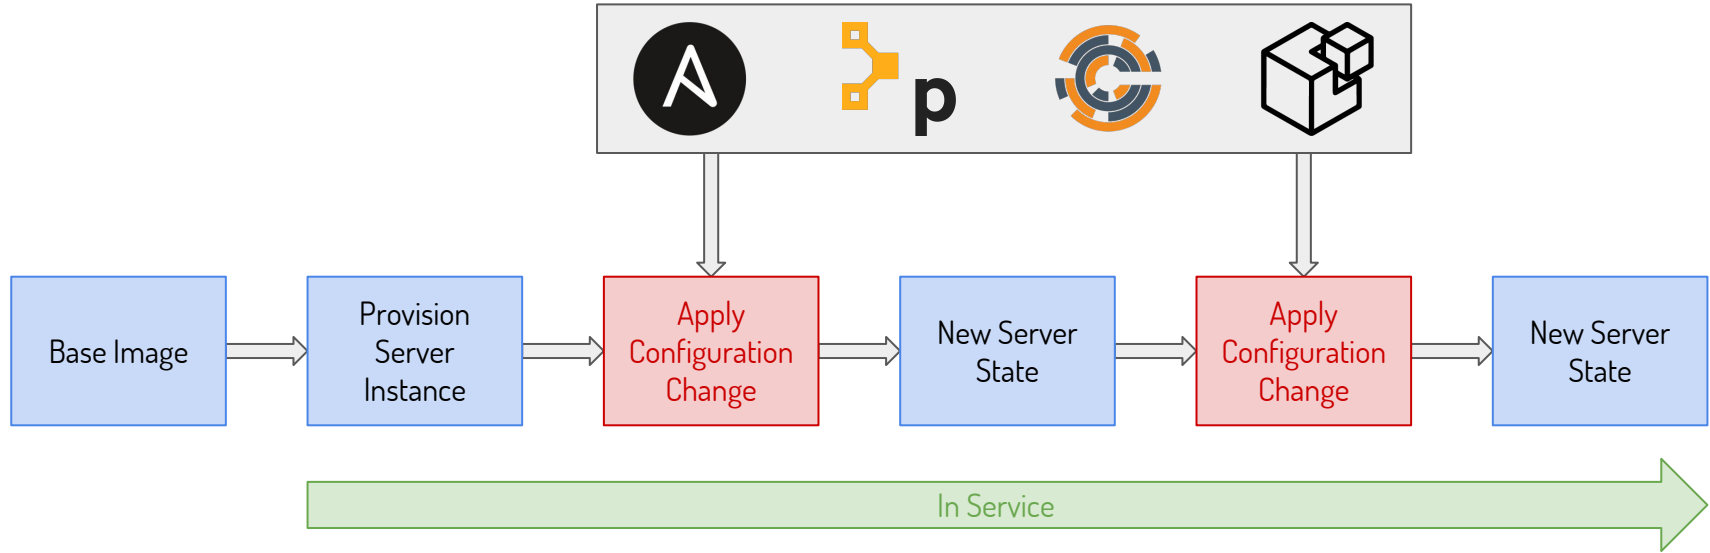 p
Base Image
Provision
Server
Instance
Apply
Configuration
Change
New Server
State
Apply
Configuration
Change
New Server
State
In Service